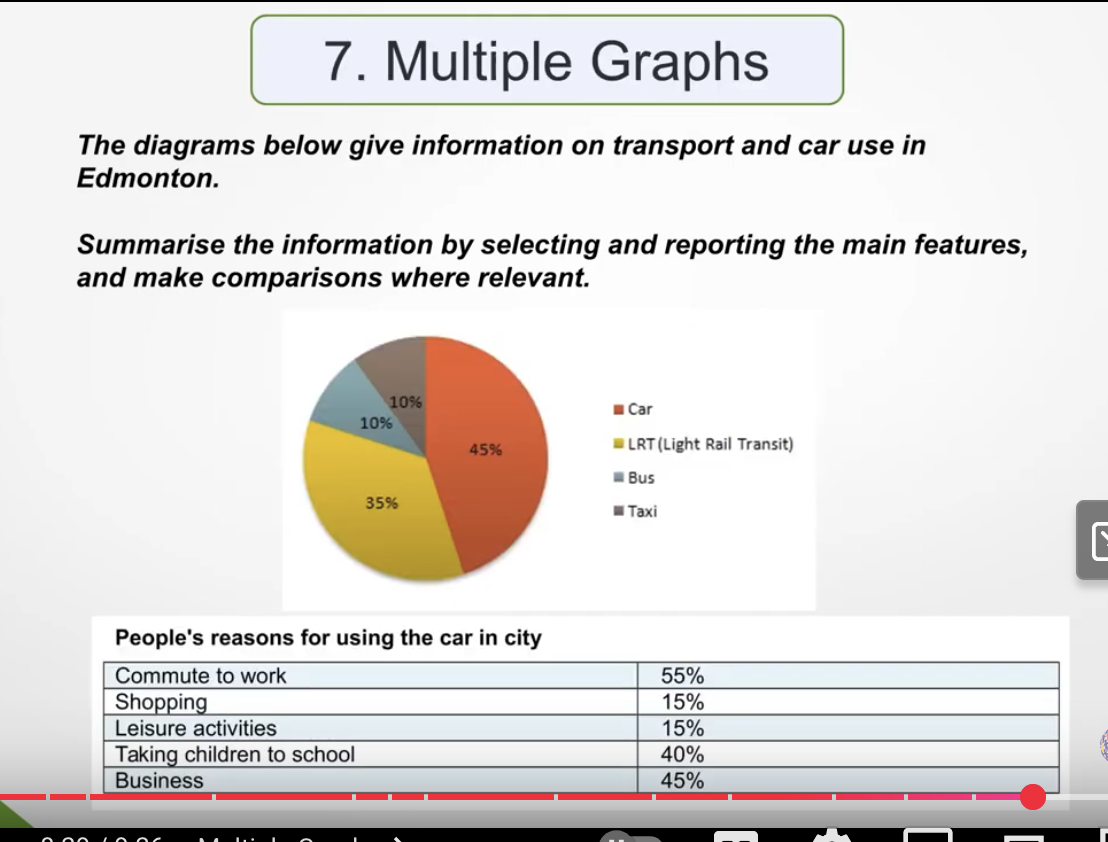 7. Multiple Graphs
The diagrams below give information on transport and car use in
Edmonton.
Summarise the information by selecting and reporting the main features,
and make comparisons where relevant.
10%
10%
45%
35%
Car
LRT (Light Rail Transit)
Bus
Taxi
People's reasons for using the car in city
Commute to work 55%
Shopping 15%
Leisure activities 15%
Taking children to school 40%
Business 45%